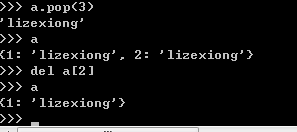 >>> a.pop(3)
'lizexiong'
>>> a
{1: 'lizexiong', 2: 'lizexiong'}
>>> del a[2]
>>> a
{1: 'lizexiong'}
>>>